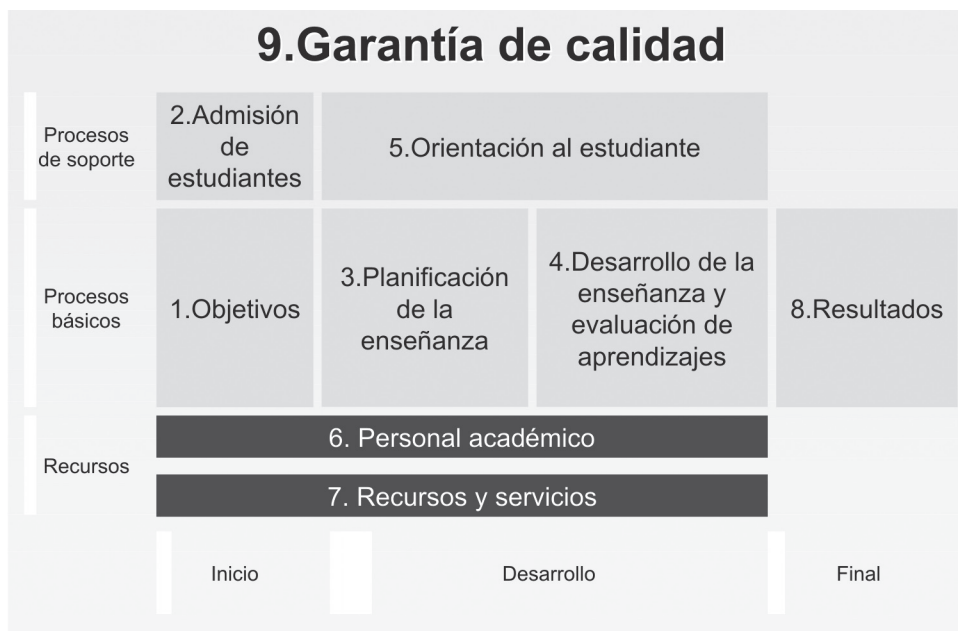 9.Garantía de calidad
Procesos
de soporte
2.Admisión
de
estudiantes
5.Orientación al estudiante
Procesos
básicos
1.Objetivos
3.Planificación
de la
enseñanza
4.Desarrollo de la
enseñanza y
evaluación de
aprendizajes
8.Resultados
Recursos
6. Personal académico
7. Recursos y servicios
Inicio
Desarrollo
Final